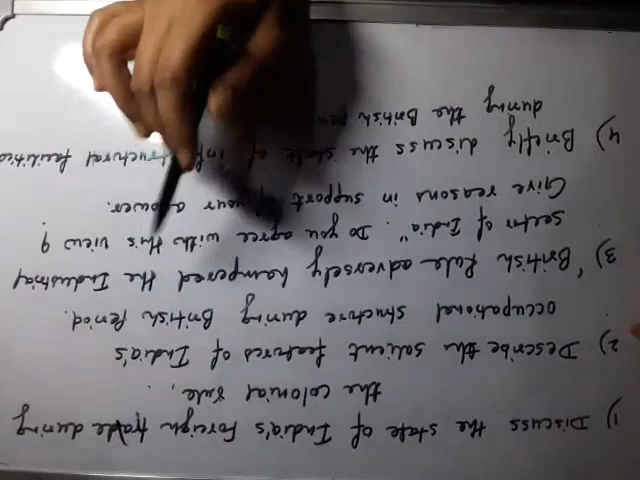 1) Discuss the state of India's Foreign trade during
the colonial rule,.
2) Describe the salient features of India's
occupational structure during British Period.
3) "British Rule adversely hampered the Industrial
sector of India". Do you agree with this view?
Give reasons in support of your answer.
4) Briefly discuss the state of infrastructural facilities
during the British